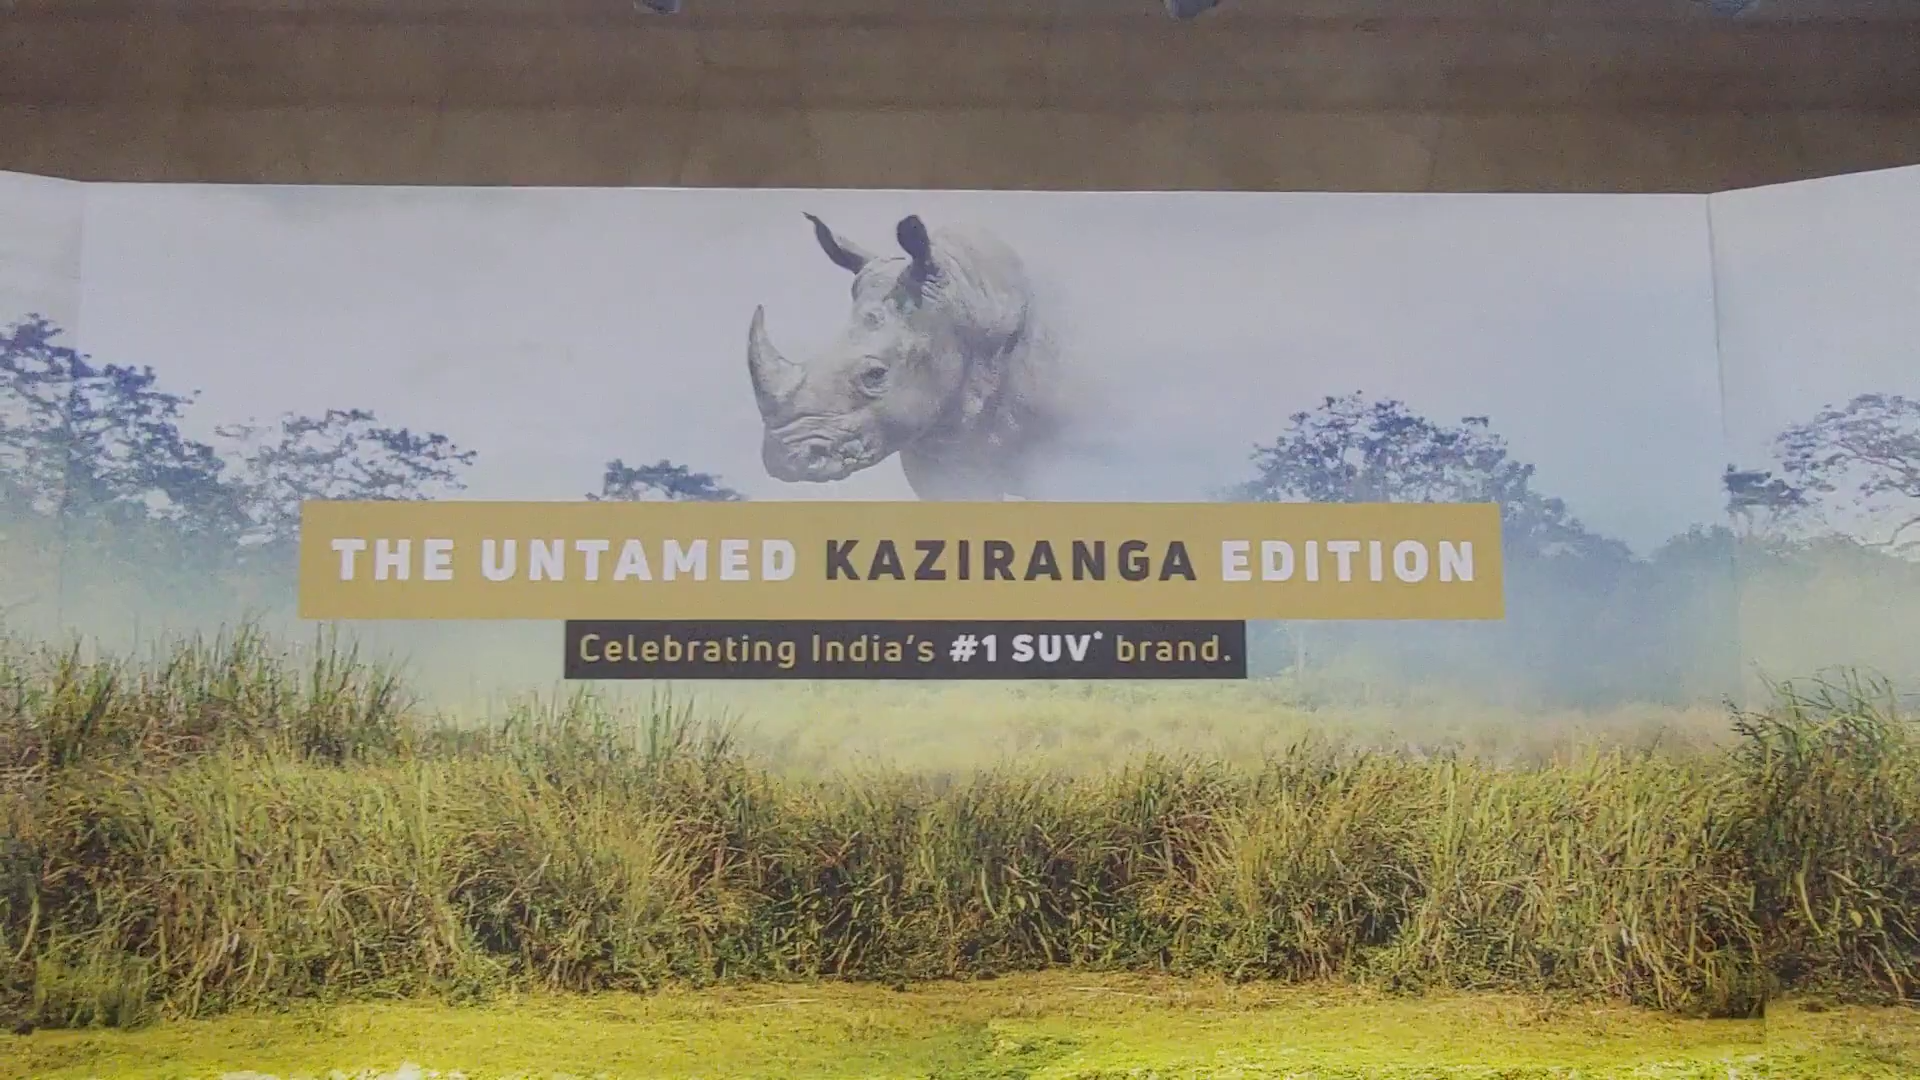 THE UNTAMED KAZIRANGA EDITION
Celebrating India's #1 SUV* brand.